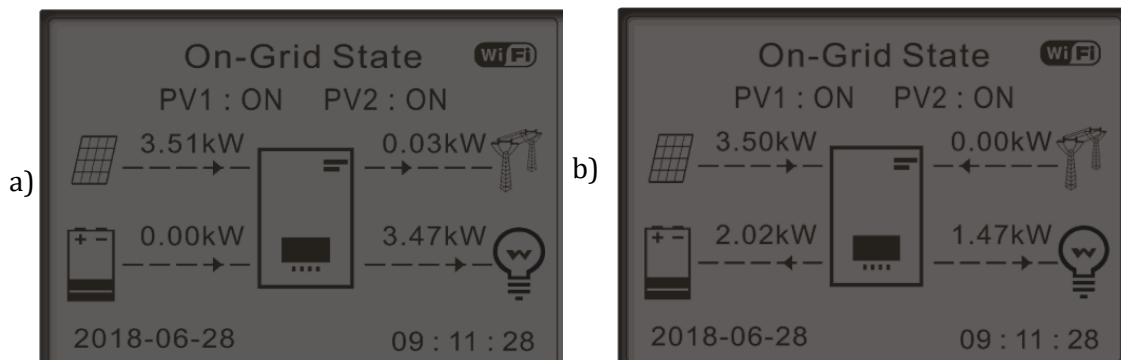 a)
On-Grid State WiFi
PV1 : ON PV2 : ON
3.51kW 0.03kW
+ − 0.00kW 3.47kW
2018-06-28 09 : 11 : 28
b)
On-Grid State WiFi
PV1 : ON PV2 : ON
3.50kW 0.00kW
+ − 2.02kW 1.47kW
2018-06-28 09 : 11 : 28